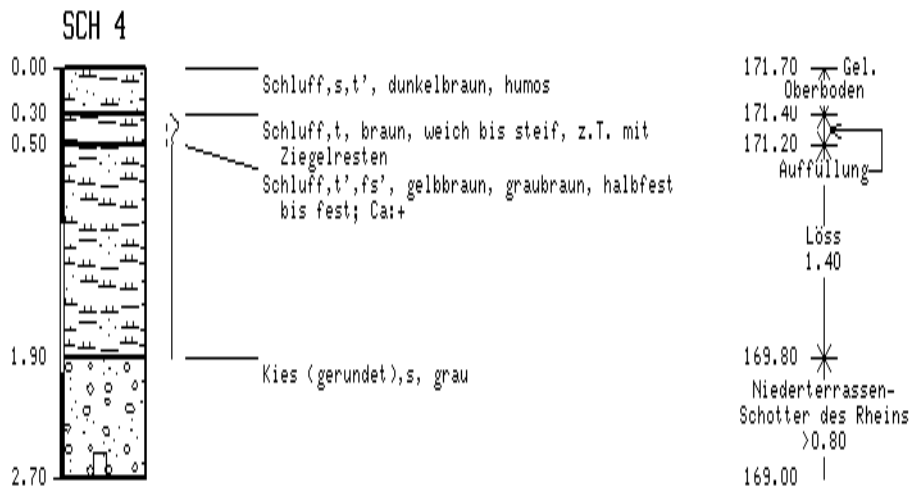 SCH 4
0.00
171.70
Gel.
Schluff,s,t', dunkelbraun, humos
Oberboden
0.30
171.40
Schluff,t, braun, weich bis steif, z.T. mit
Ziegelresten
0.50
171.20
Auffüllung
Schluff,t',fs', gelbbraun, graubraun, halbfest
bis fest; Ca:+
Löss
1.40
1.90
169.80
Kies (gerundet),s, grau
Niederterrassen-
Schotter des Rheins
>0.80
2.70
169.00